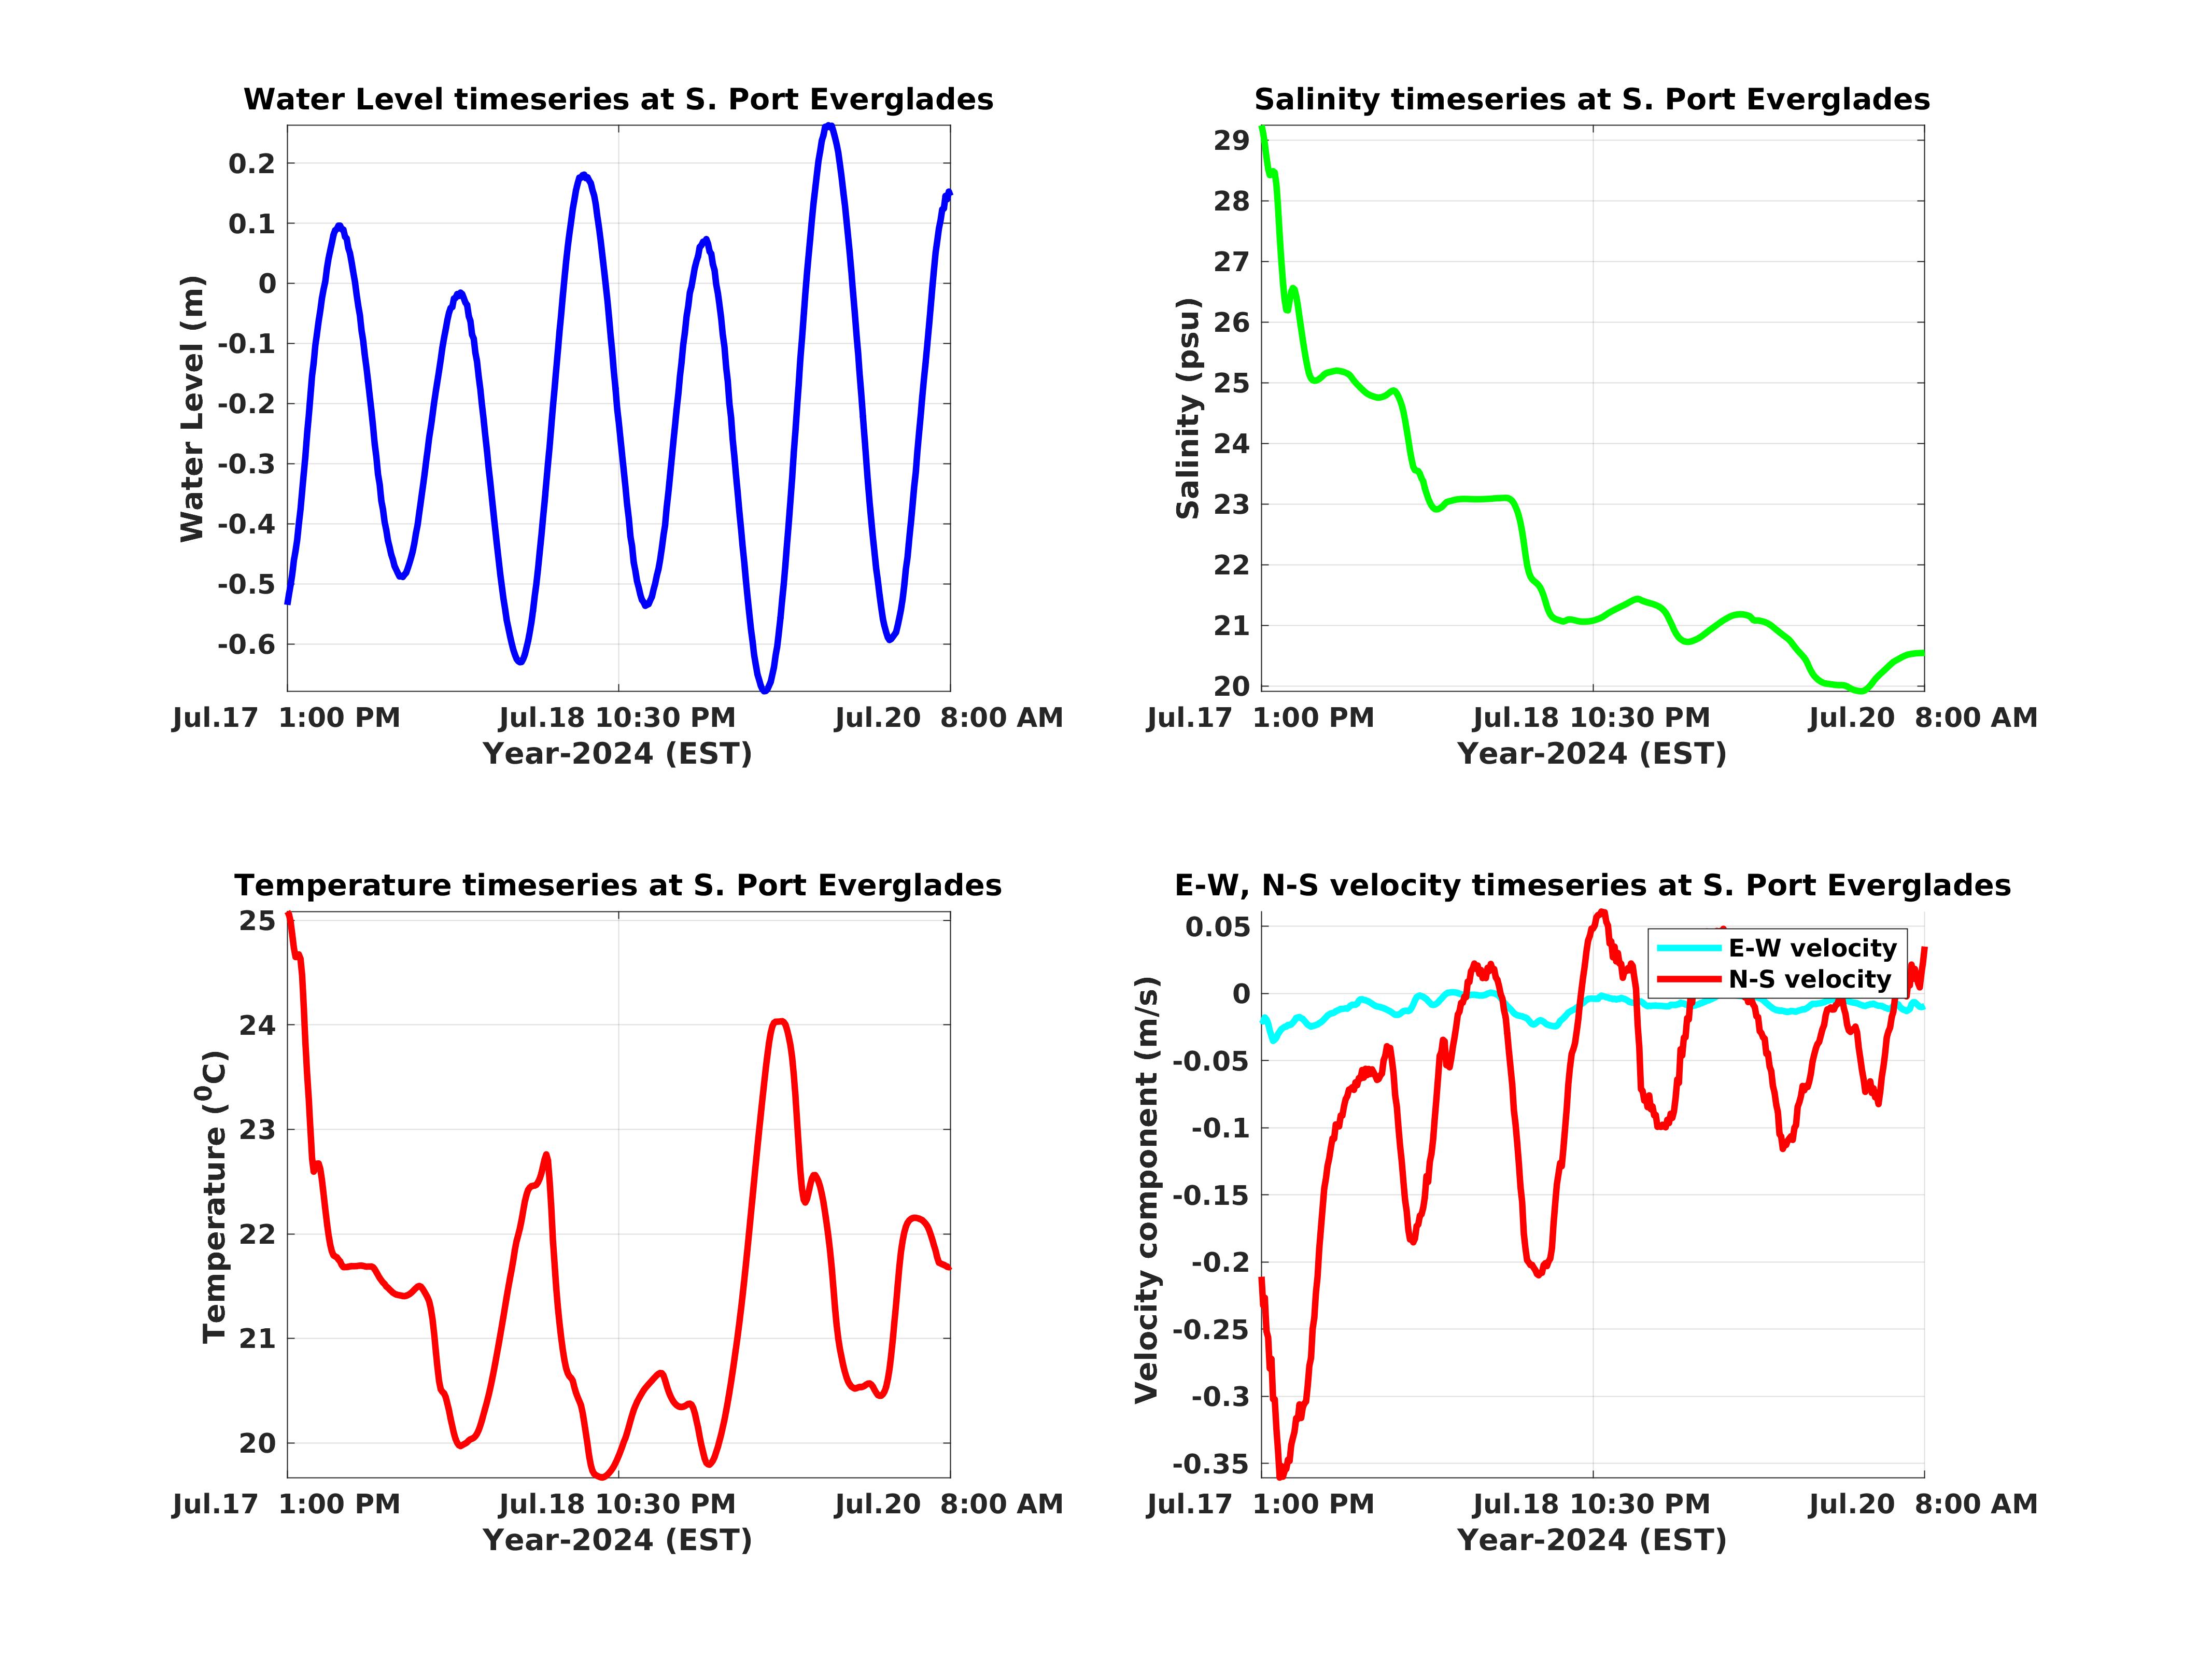 Water Level timeseries at S. Port Everglades
Water Level (m)
0.2
0.1
0
-0.1
-0.2
-0.3
-0.4
-0.5
-0.6
Jul.17 1:00 PM Jul.18 10:30 PM Jul.20 8:00 AM
Year-2024 (EST)
Salinity timeseries at S. Port Everglades
Salinity (psu)
29
28
27
26
25
24
23
22
21
20
Jul.17 1:00 PM Jul.18 10:30 PM Jul.20 8:00 AM
Year-2024 (EST)
Temperature timeseries at S. Port Everglades
Temperature (⁰C)
25
24
23
22
21
20
Jul.17 1:00 PM Jul.18 10:30 PM Jul.20 8:00 AM
Year-2024 (EST)
E-W, N-S velocity timeseries at S. Port Everglades
Velocity component (m/s)
0.05
0
-0.05
-0.1
-0.15
-0.2
-0.25
-0.3
-0.35
E-W velocity
N-S velocity
Jul.17 1:00 PM Jul.18 10:30 PM Jul.20 8:00 AM
Year-2024 (EST)